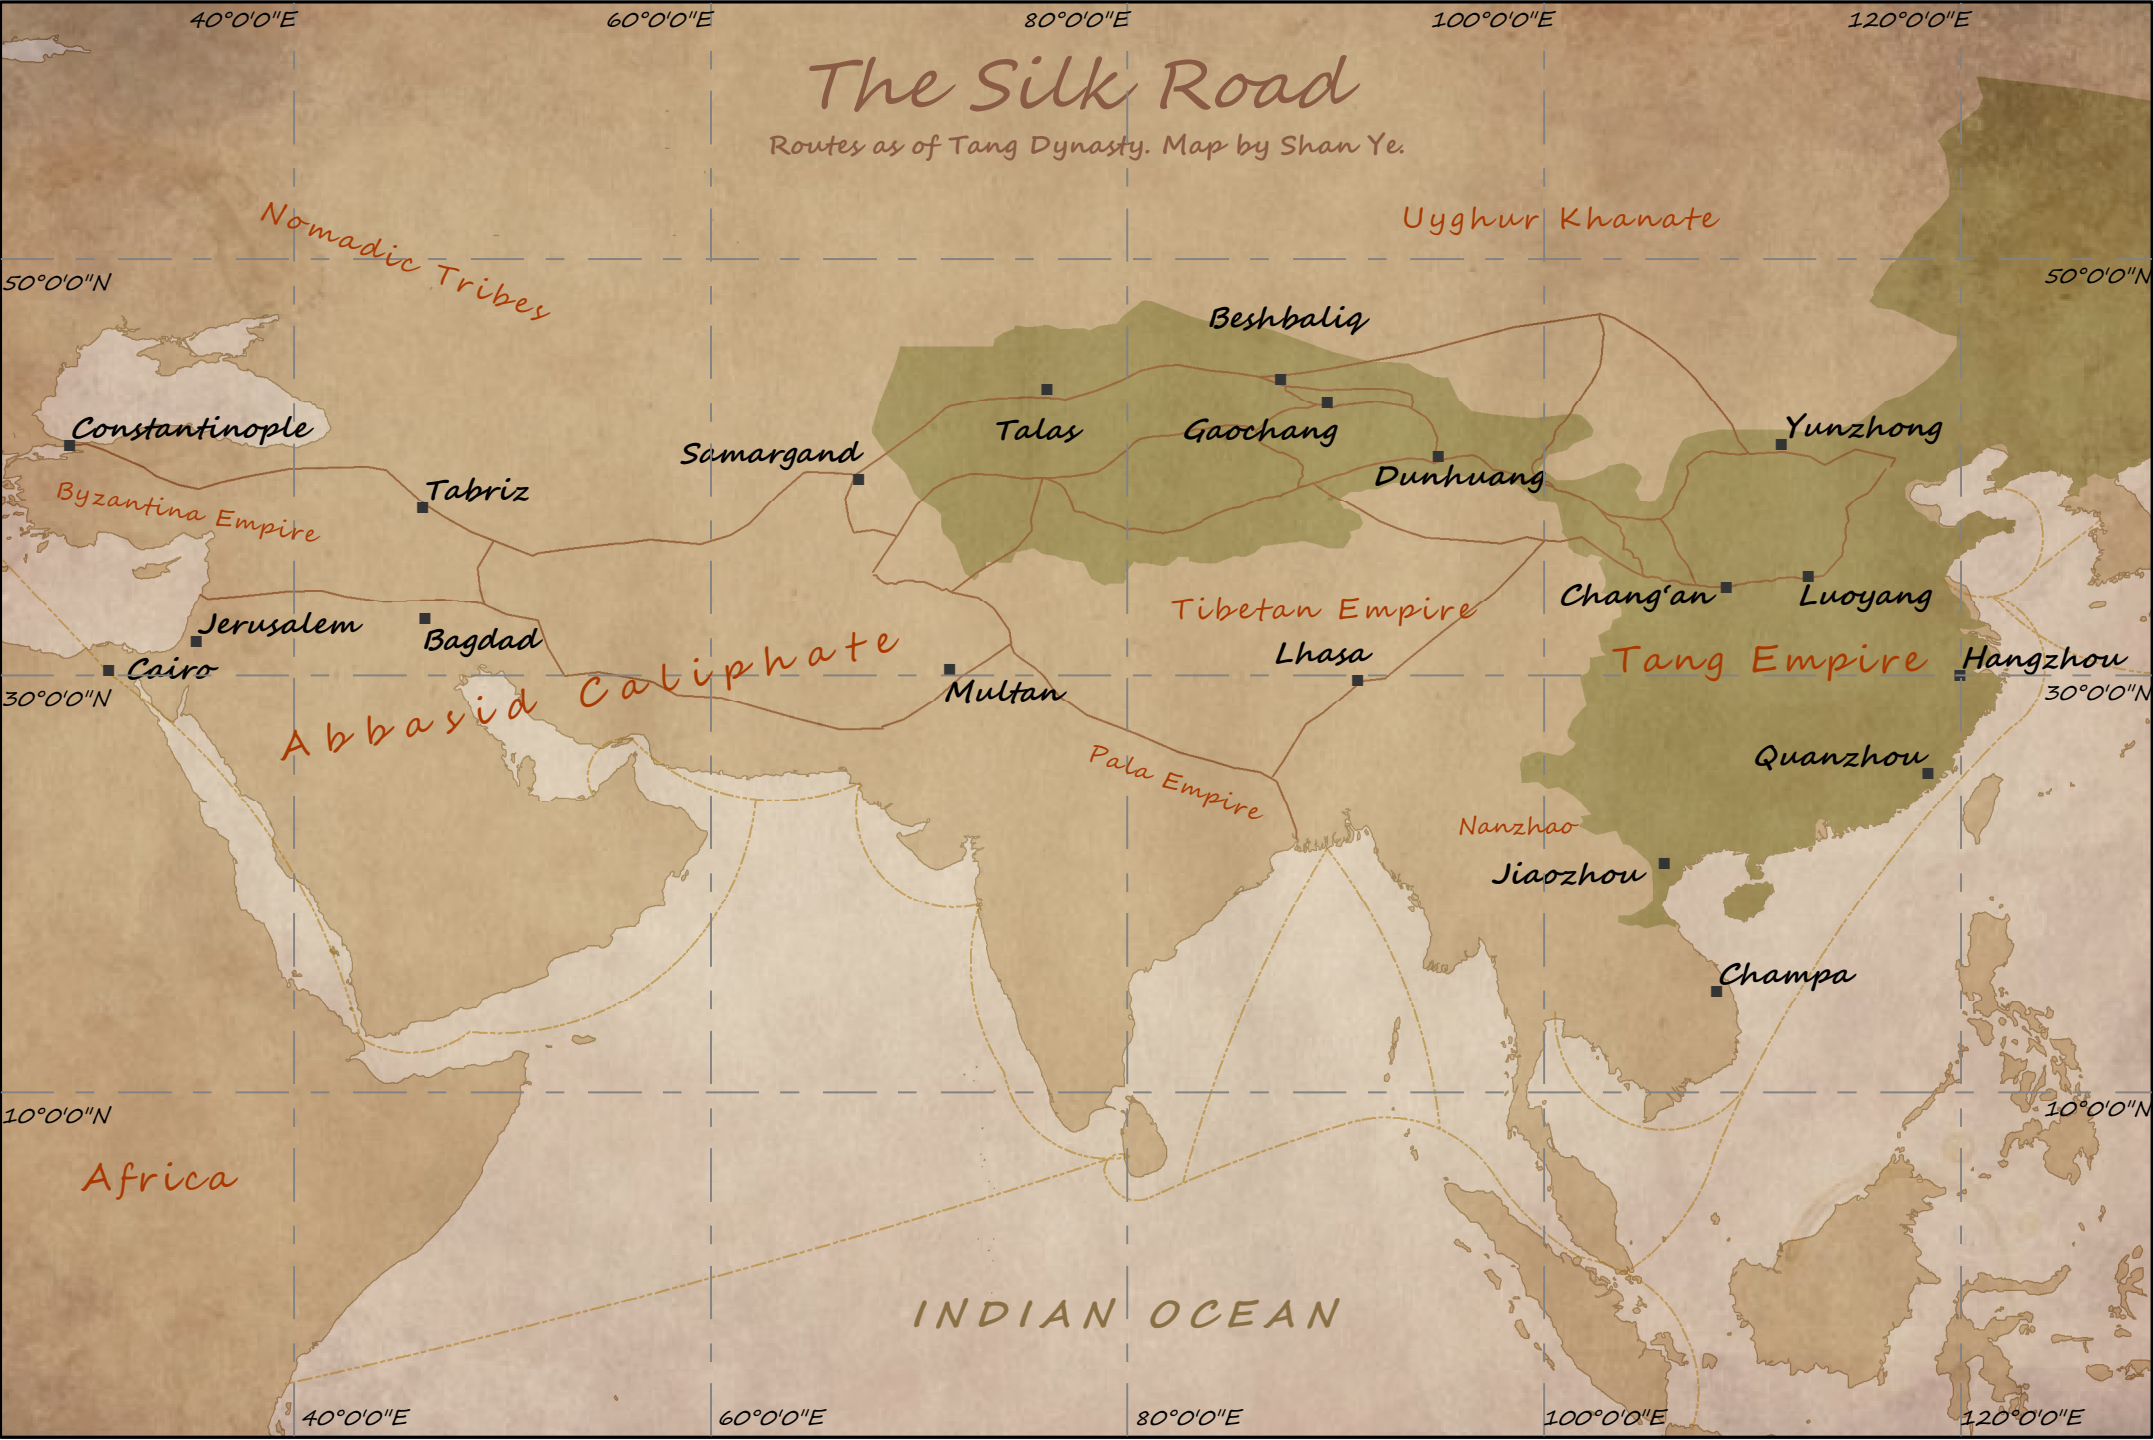 40°0'0"E
60°0'0"E
80°0'0"E
100°0'0"E
120°0'0"E
The Silk Road
Routes as of Tang Dynasty. Map by Shan Ye.
Nomadic Tribes
Uyghur Khanate
50°0'0"N
50°0'0"N
Beshbaliq
Constantinople
Talas
Gaochang
Yunzhong
Samargand
Dunhuang
Tabriz
Byzantina Empire
Chang'an
Luoyang
Tibetan Empire
Jerusalem
Bagdad
Lhasa
Tang Empire
Hangzhou
Cairo
Abbasid Caliphate
Multan
30°0'0"N
30°0'0"N
Pala Empire
Quanzhou
Nanzhao
Jiaozhou
Champa
10°0'0"N
10°0'0"N
Africa
INDIAN OCEAN
40°0'0"E
60°0'0"E
80°0'0"E
100°0'0"E
120°0'0"E